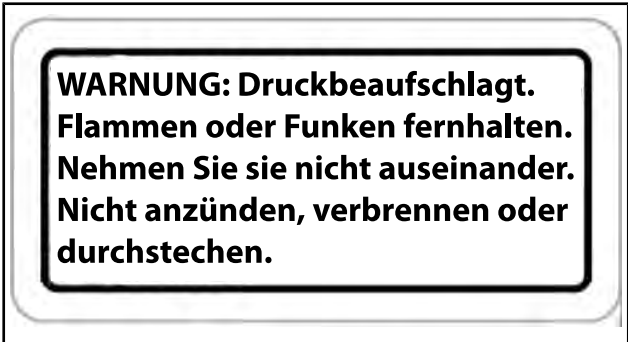 WARNUNG: Druckbeaufschlagt.
Flammen oder Funken fernhalten.
Nehmen Sie sie nicht auseinander.
Nicht anzünden, verbrennen oder
durchstechen.